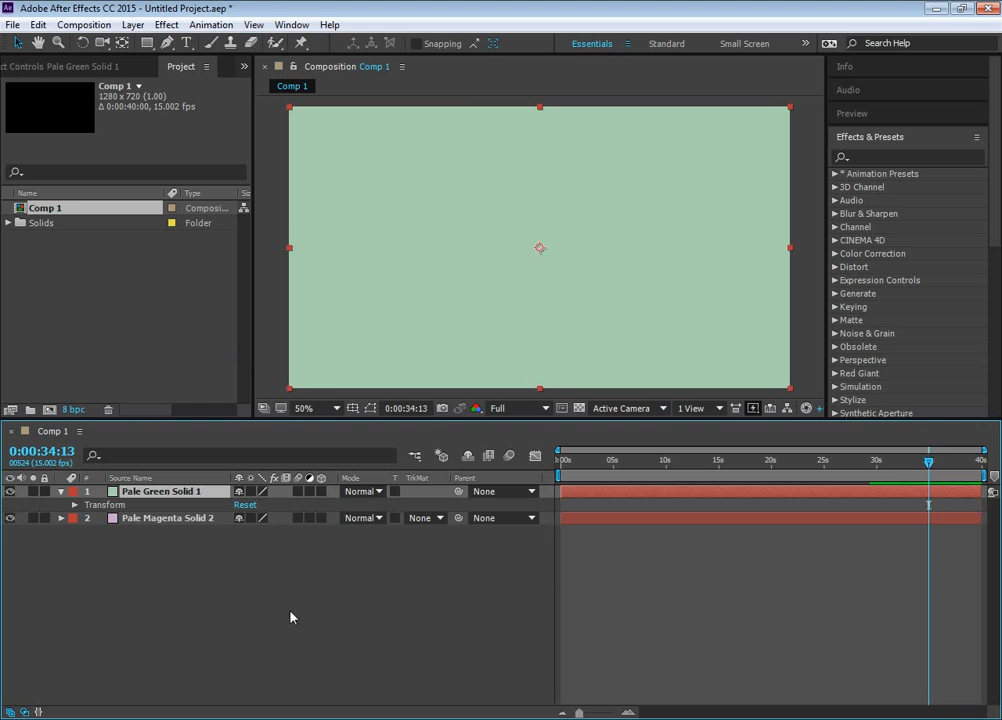 Adobe After Effects CC 2015 - Untitled Project.aep *
File Edit Composition Layer Effect Animation View Window Help
Snapping Essentials Standard Small Screen Search Help
ct Controls Pale Green Solid 1 Project
Composition Comp 1
Comp 1
1280 x 720 (1.00)
Δ 0:00:40:00, 15.002 fps
Comp 1
Name Type Siz
Comp 1 Composi...
Solids Folder
8 bpc
50% 0:00:34:13 Full Active Camera 1 View
Info
Audio
Preview
Effects & Presets
* Animation Presets
3D Channel
Audio
Blur & Sharpen
Channel
CINEMA 4D
Color Correction
Distort
Expression Controls
Generate
Keying
Matte
Noise & Grain
Obsolete
Perspective
Red Giant
Simulation
Stylize
Synthetic Aperture
Comp 1
0:00:34:13
00524 (15.002 fps)
:00s 05s 10s 15s 20s 25s 30s 40s
# Source Name fx Mode T TrkMat Parent
1 Pale Green Solid 1 Normal None
Transform Reset
2 Pale Magenta Solid 2 Normal None None